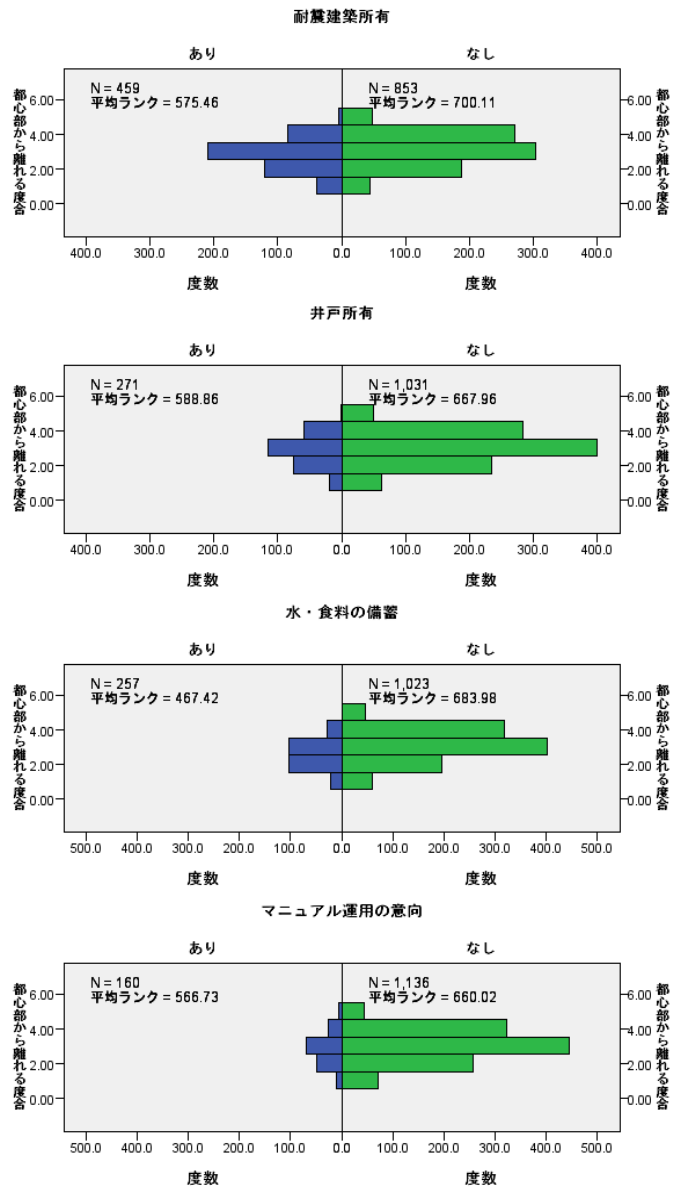 耐震建築所有
あり なし
N = 459 N = 853
平均ランク = 575.46 平均ランク = 700.11
都心部から離れる度合 都心部から離れる度合
6.00 6.00
4.00 4.00
2.00 2.00
0.00 0.00
400.0 300.0 200.0 100.0 0.0 0.0 100.0 200.0 300.0 400.0
度数 度数
井戸所有
あり なし
N = 271 N = 1,031
平均ランク = 588.86 平均ランク = 667.96
都心部から離れる度合 都心部から離れる度合
6.00 6.00
4.00 4.00
2.00 2.00
0.00 0.00
400.0 300.0 200.0 100.0 0.0 0.0 100.0 200.0 300.0 400.0
度数 度数
水・食料の備蓄
あり なし
N = 257 N = 1,023
平均ランク = 467.42 平均ランク = 683.98
都心部から離れる度合 都心部から離れる度合
6.00 6.00
4.00 4.00
2.00 2.00
0.00 0.00
500.0 400.0 300.0 200.0 100.0 0.0 0.0 100.0 200.0 300.0 400.0 500.0
度数 度数
マニュアル運用の意向
あり なし
N = 160 N = 1,136
平均ランク = 566.73 平均ランク = 660.02
都心部から離れる度合 都心部から離れる度合
6.00 6.00
4.00 4.00
2.00 2.00
0.00 0.00
500.0 400.0 300.0 200.0 100.0 0.0 0.0 100.0 200.0 300.0 400.0 500.0
度数 度数